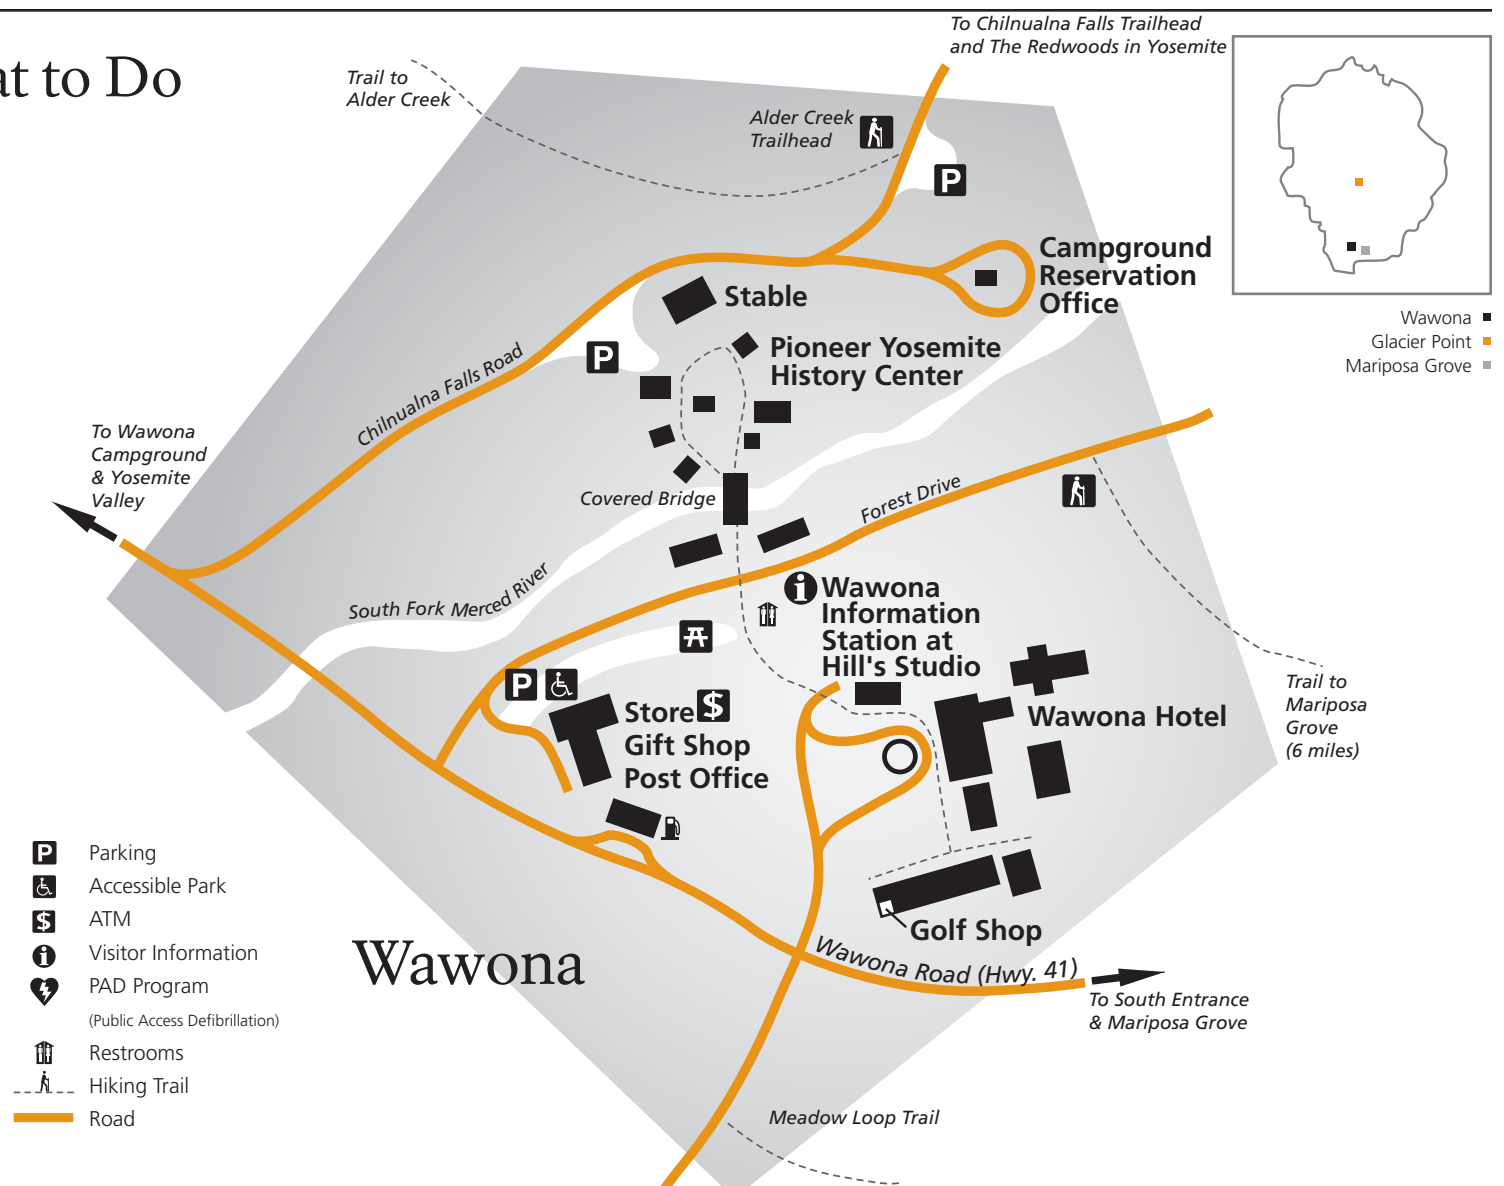 at to Do
To Chilnualna Falls Trailhead
and The Redwoods in Yosemite
Trail to
Alder Creek
Alder Creek
Trailhead
P
Campground
Reservation
Office
Wawona
Glacier Point
Mariposa Grove
Stable
Pioneer Yosemite
History Center
P
Chilnualna Falls Road
To Wawona
Campground
& Yosemite
Valley
Covered Bridge
Forest Drive
South Fork Merced River
i
Wawona
Information
Station at
Hill's Studio
P
Store $
Gift Shop
Post Office
Wawona Hotel
Trail to
Mariposa
Grove
(6 miles)
Golf Shop
Wawona Road (Hwy. 41)
To South Entrance
& Mariposa Grove
Wawona
Meadow Loop Trail
P Parking
Accessible Park
$ ATM
i Visitor Information
PAD Program
(Public Access Defibrillation)
Restrooms
Hiking Trail
Road